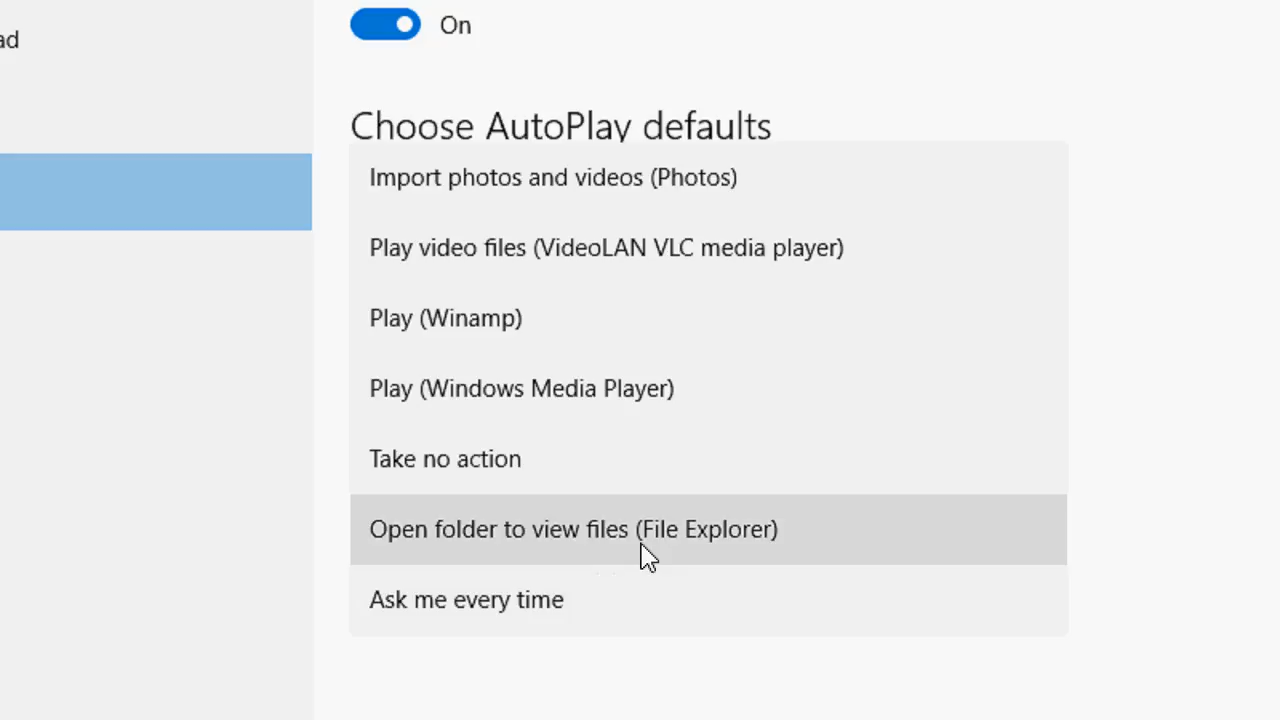 ad
On
Choose AutoPlay defaults
Import photos and videos (Photos)
Play video files (VideoLAN VLC media player)
Play (Winamp)
Play (Windows Media Player)
Take no action
Open folder to view files (File Explorer)
Ask me every time